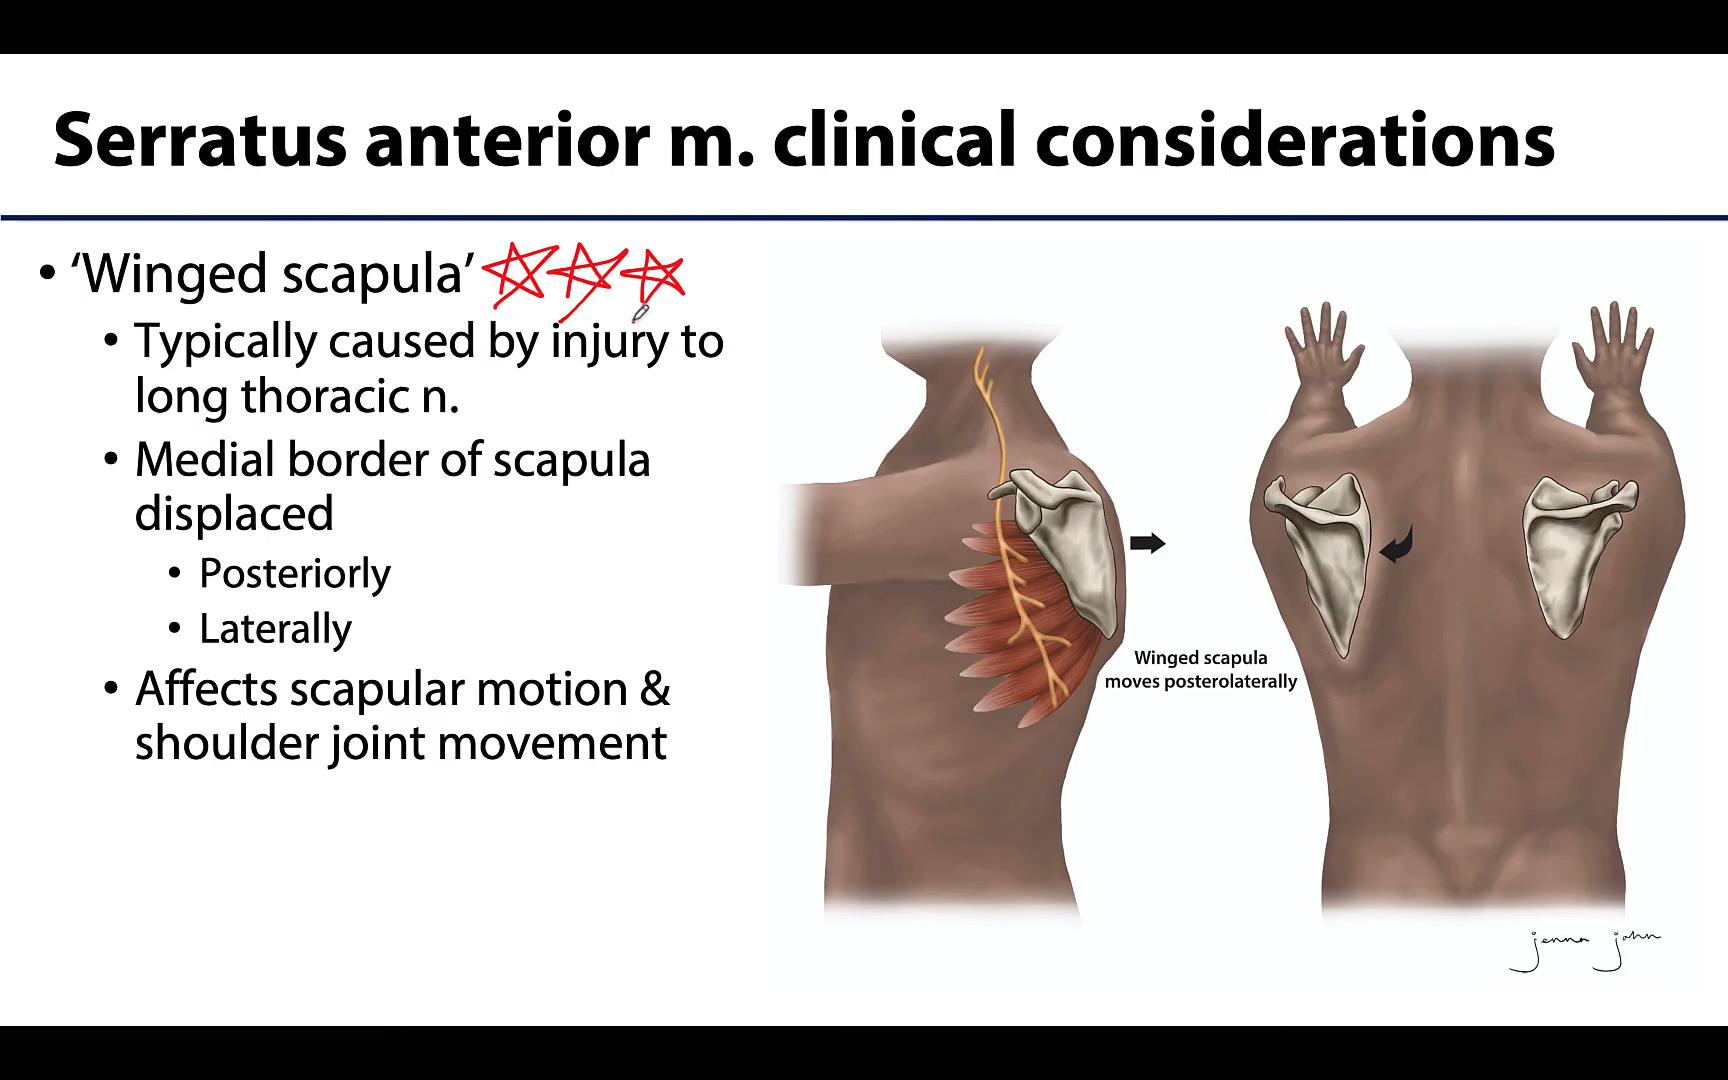 Serratus anterior m. clinical considerations
• ‘Winged scapula’
• Typically caused by injury to
long thoracic n.
• Medial border of scapula
displaced
• Posteriorly
• Laterally
• Affects scapular motion &
shoulder joint movement
Winged scapula
moves posterolaterally
jenna john